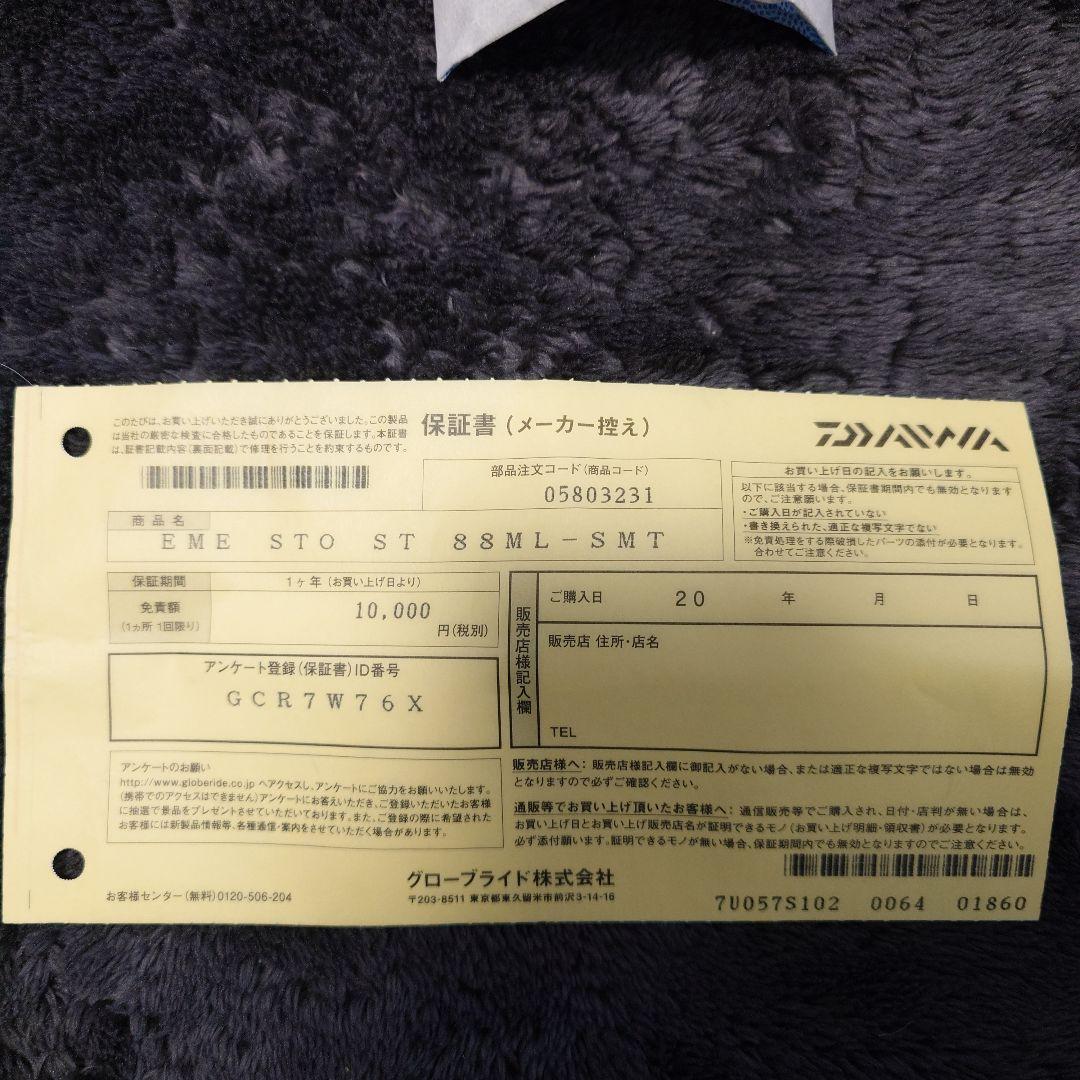 このたびは、お買い上げいただき誠にありがとうございました。この製品
は当社の厳密な検査に合格したものであることを保証します。本証書
は、証書記載内容(裏面記載)で修理を行うことを約束するものです。
保証書(メーカー控え)
DAIWA
部品注文コード(商品コード)
05803231
お買い上げ日の記入をお願いします。
以下に該当する場合、保証書期間内でも無効となります
ので、ご注意願います。
・ご購入日が記入されていない
・書き換えられた、適正な複写文字でない
※免責処理をする際破損したパーツの添付が必要となります。
合わせてご注意ください。
商品名
EME STO ST 88ML-SMT
保証期間
1ヶ年(お買い上げ日より)
免責額
(1ヵ所1回限り)
10,000
円(税別)
アンケート登録(保証書)ID番号
GCR7W76X
販売店様記入欄
ご購入日 20 年 月 日
販売店 住所・店名
TEL
アンケートのお願い
http://www.globeride.co.jp へアクセスし、アンケートにご協力をお願いいたします。
(携帯でのアクセスはできません)アンケートにお答えいただき、ご登録いただいたお客様
に抽選で景品をプレゼントさせていただいております。また、ご登録の際に希望された
お客様には新製品情報等、各種通信・案内をさせていただく場合があります。
販売店様へ:販売店様記入欄に御記入がない場合、または適正な複写文字ではない場合は無効
となりますので必ずご確認ください。
通販等でお買い上げ頂いたお客様へ:通信販売等でご購入され、日付・店判が無い場合は、
お買い上げ日とお買い上げ販売店名が証明できるモノ(お買い上げ明細・領収書)が必要となります。
必ず添付願います。証明できるモノが無い場合、保証期間内でも無効となりますのでご注意ください。
お客様センター(無料)0120-506-204
グローブライド株式会社
〒203-8511 東京都東久留米市前沢3-14-16
7U057S102 0064 01860